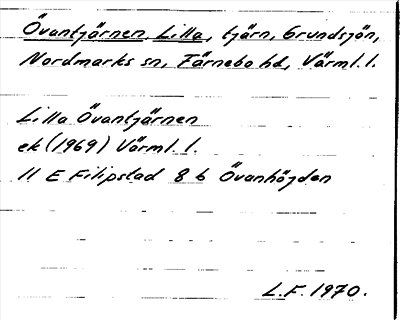 Övantjärnen, Lilla, tjärn, Grundsjön,
Nordmarks sn, Färnebo hd, Värml. l.
Lilla Övantjärnen
ek (1969) Värml. l.
11 E Filipstad 8 b Övanhöjden
L.F. 1970.